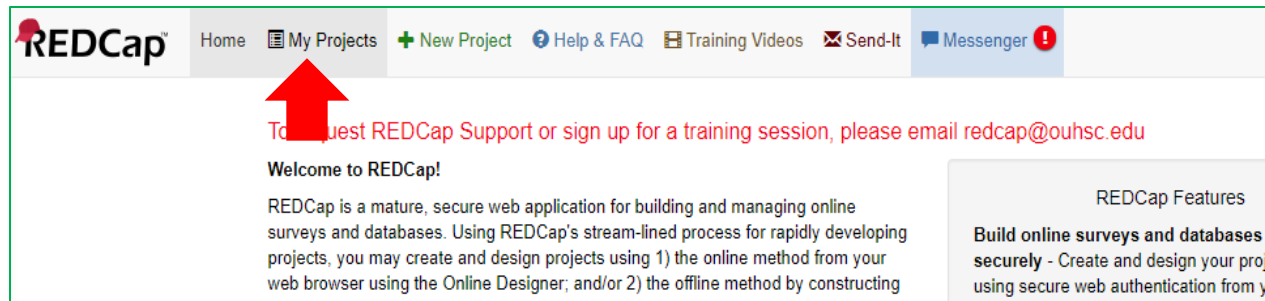 REDCap Home My Projects New Project Help & FAQ Training Videos Send-It Messenger !
To uest REDCap Support or sign up for a training session, please email redcap@ouhsc.edu
Welcome to REDCap!
REDCap is a mature, secure web application for building and managing online
surveys and databases. Using REDCap's stream-lined process for rapidly developing
projects, you may create and design projects using 1) the online method from your
web browser using the Online Designer; and/or 2) the offline method by constructing
REDCap Features
Build online surveys and databases
securely - Create and design your pro
using secure web authentication from y